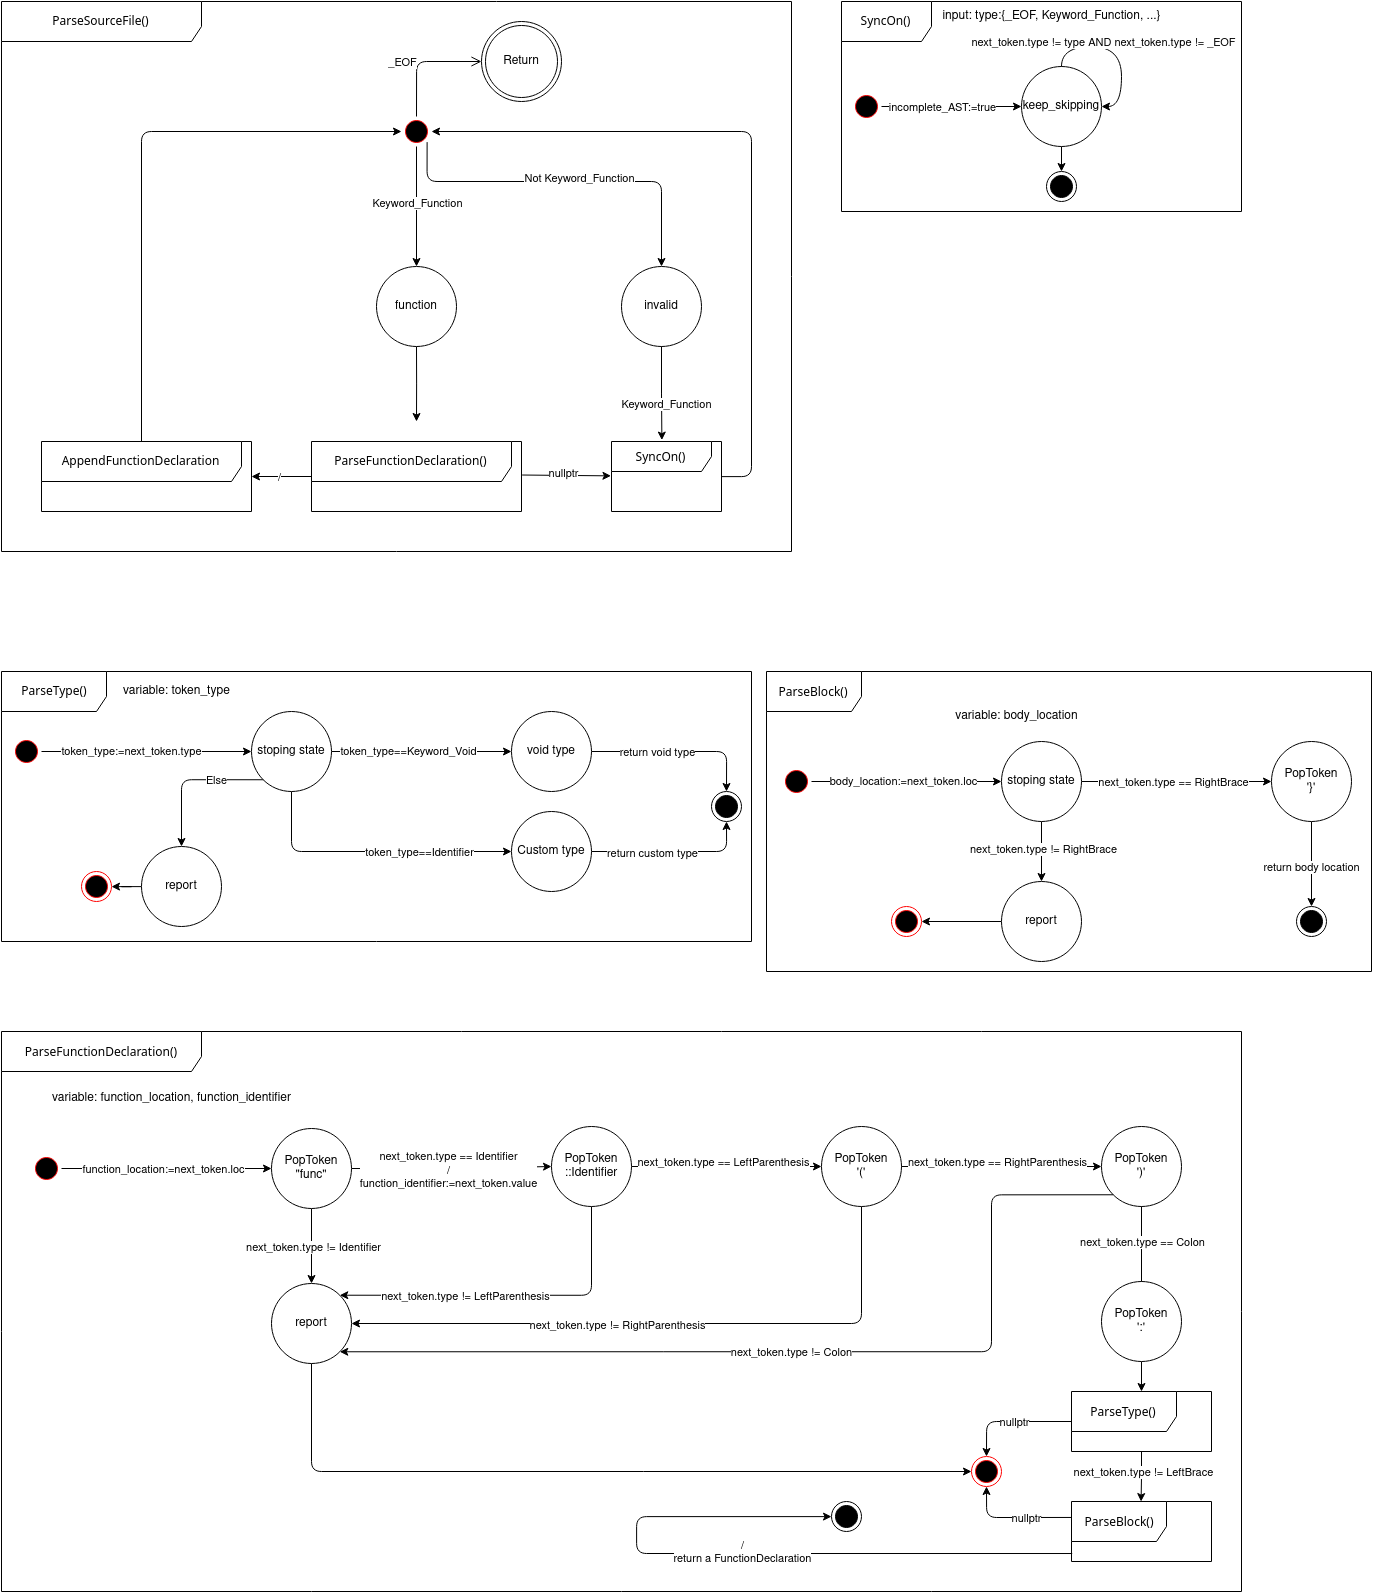 ParseSourceFile()
_EOF
Return
Not Keyword_Function
Keyword_Function
function
invalid
Keyword_Function
AppendFunctionDeclaration
/
ParseFunctionDeclaration()
nullptr
SyncOn()
SyncOn()
input: type:{_EOF, Keyword_Function, ...}
next_token.type != type AND next_token.type != _EOF
incomplete_AST:=true
keep_skipping
ParseType()
variable: token_type
token_type:=next_token.type
stoping state
token_type==Keyword_Void
void type
return void type
Else
token_type==Identifier
Custom type
return custom type
report
ParseBlock()
variable: body_location
body_location:=next_token.loc
stoping state
next_token.type == RightBrace
PopToken
'}'
next_token.type != RightBrace
return body location
report
ParseFunctionDeclaration()
variable: function_location, function_identifier
function_location:=next_token.loc
PopToken
"func"
next_token.type == Identifier
/
function_identifier:=next_token.value
PopToken
::Identifier
next_token.type == LeftParenthesis
PopToken
'('
next_token.type == RightParenthesis
PopToken
')'
next_token.type != Identifier
next_token.type == Colon
report
next_token.type != LeftParenthesis
next_token.type != RightParenthesis
next_token.type != Colon
PopToken
':'
ParseType()
nullptr
next_token.type != LeftBrace
ParseBlock()
nullptr
/
return a FunctionDeclaration